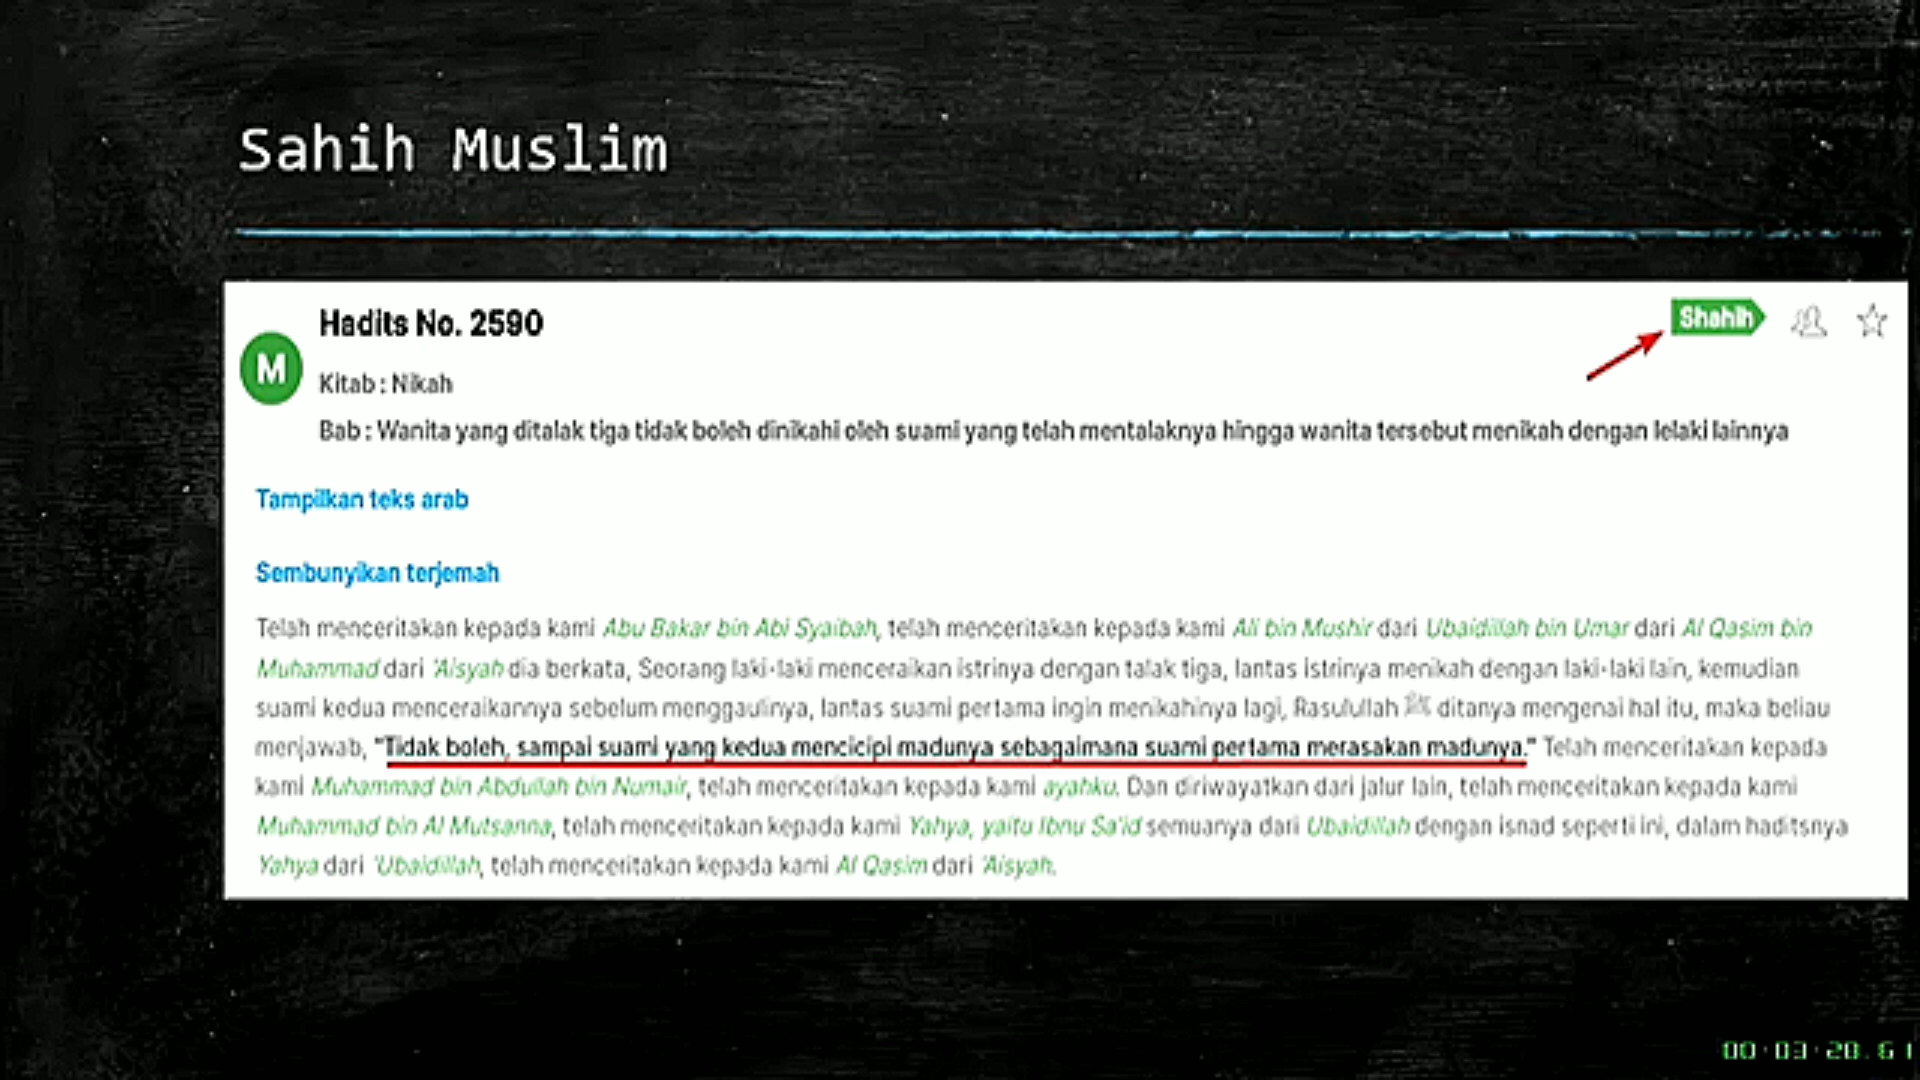 Sahih Muslim
Hadits No. 2590
Shahih
M
Kitab : Nikah
Bab : Wanita yang ditalak tiga tidak boleh dinikahi oleh suami yang telah mentalaknya hingga wanita tersebut menikah dengan lelaki lainnya
Tampilkan teks arab
Sembunyikan terjemah
Telah menceritakan kepada kami Abu Bakar bin Abi Syaibah, telah menceritakan kepada kami Ali bin Mushir dari Ubaidillah bin Umar dari Al Qasim bin
Muhammad dari 'Aisyah dia berkata, Seorang laki-laki menceraikan istrinya dengan talak tiga, lantas istrinya menikah dengan laki-laki lain, kemudian
suami kedua menceraikannya sebelum menggaulinya, lantas suami pertama ingin menikahinya lagi, Rasulullah ﷺ ditanya mengenai hal itu, maka beliau
menjawab, "Tidak boleh, sampai suami yang kedua mencicipi madunya sebagaimana suami pertama merasakan madunya." Telah menceritakan kepada
kami Muhammad bin Abdullah bin Numair, telah menceritakan kepada kami ayahku. Dan diriwayatkan dari jalur lain, telah menceritakan kepada kami
Muhammad bin Al Mutsanna, telah menceritakan kepada kami Yahya, yaitu Ibnu Sa'id semuanya dari Ubaidillah dengan isnad seperti ini, dalam haditsnya
Yahya dari 'Ubaidillah, telah menceritakan kepada kami Al Qasim dari 'Aisyah.
00:03:20.61